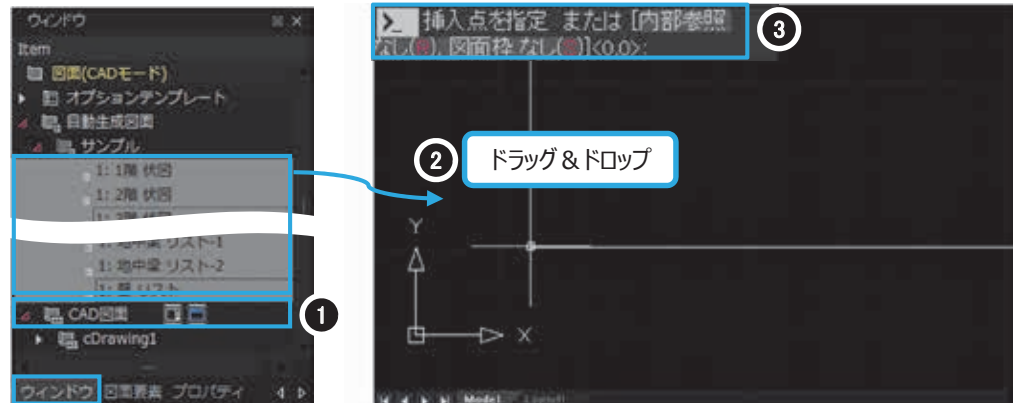 ウィンドウ
Item
図面(CADモード)
オプションテンプレート
自動生成図面
サンプル
1: 1階 伏図
1: 2階 伏図
1: 地中梁 リスト-1
1: 地中梁 リスト-2
CAD図面
1
cDrawing1
ウィンドウ 図面要素 プロパティ
>_ 挿入点を指定 または [内部参照
なし( ), 図面枠 なし( )]<0,0>:
3
2 ドラッグ＆ドロップ
Y
X
Model